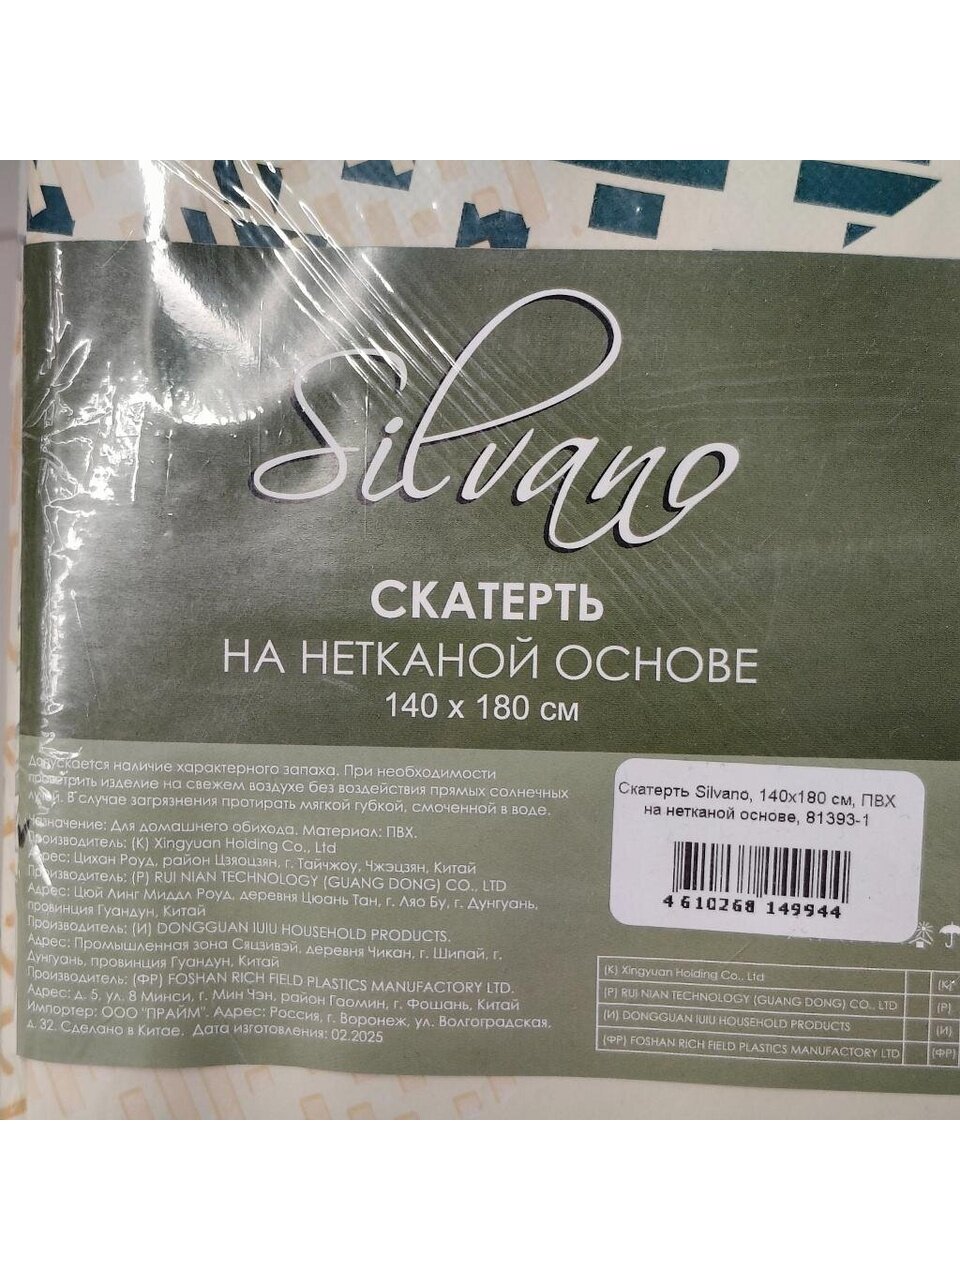 Silvano
СКАТЕРТЬ
НА НЕТКАНОЙ ОСНОВЕ
140 х 180 см
Допускается наличие характерного запаха. При необходимости
проветрить изделие на свежем воздухе без воздействия прямых солнечных
лучей. В случае загрязнения протирать мягкой губкой, смоченной в воде.
Назначение: Для домашнего обихода. Материал: ПВХ.
Производитель: (K) Xingyuan Holding Co., Ltd
Адрес: Цихан Роуд, район Цзяоцзян, г. Тайчжоу, Чжэцзян, Китай
Производитель: (P) RUI NIAN TECHNOLOGY (GUANG DONG) CO., LTD
Адрес: Цюй Линг Миддл Роуд, деревня Цюань Тан, г. Ляо Бу, г. Дунгуань,
провинция Гуандун, Китай
Производитель: (И) DONGGUAN IUIU HOUSEHOLD PRODUCTS.
Адрес: Промышленная зона Сяцзивэй, деревня Чикан, г. Шипай, г.
Дунгуань, провинция Гуандун, Китай
Производитель: (ФР) FOSHAN RICH FIELD PLASTICS MANUFACTORY LTD.
Адрес: д. 5, ул. 8 Минси, г. Мин Чэн, район Гаомин, г. Фошань, Китай
Импортер: ООО "ПРАЙМ". Адрес: Россия, г. Воронеж, ул. Волгоградская,
д. 32. Сделано в Китае. Дата изготовления: 02.2025
Скатерть Silvano, 140х180 см, ПВХ
на нетканой основе, 81393-1
4 610268 149944
(K) Xingyuan Holding Co., Ltd (K)
(P) RUI NIAN TECHNOLOGY (GUANG DONG) CO., LTD (P)
(И) DONGGUAN IUIU HOUSEHOLD PRODUCTS (И)
(ФР) FOSHAN RICH FIELD PLASTICS MANUFACTORY LTD (ФР)